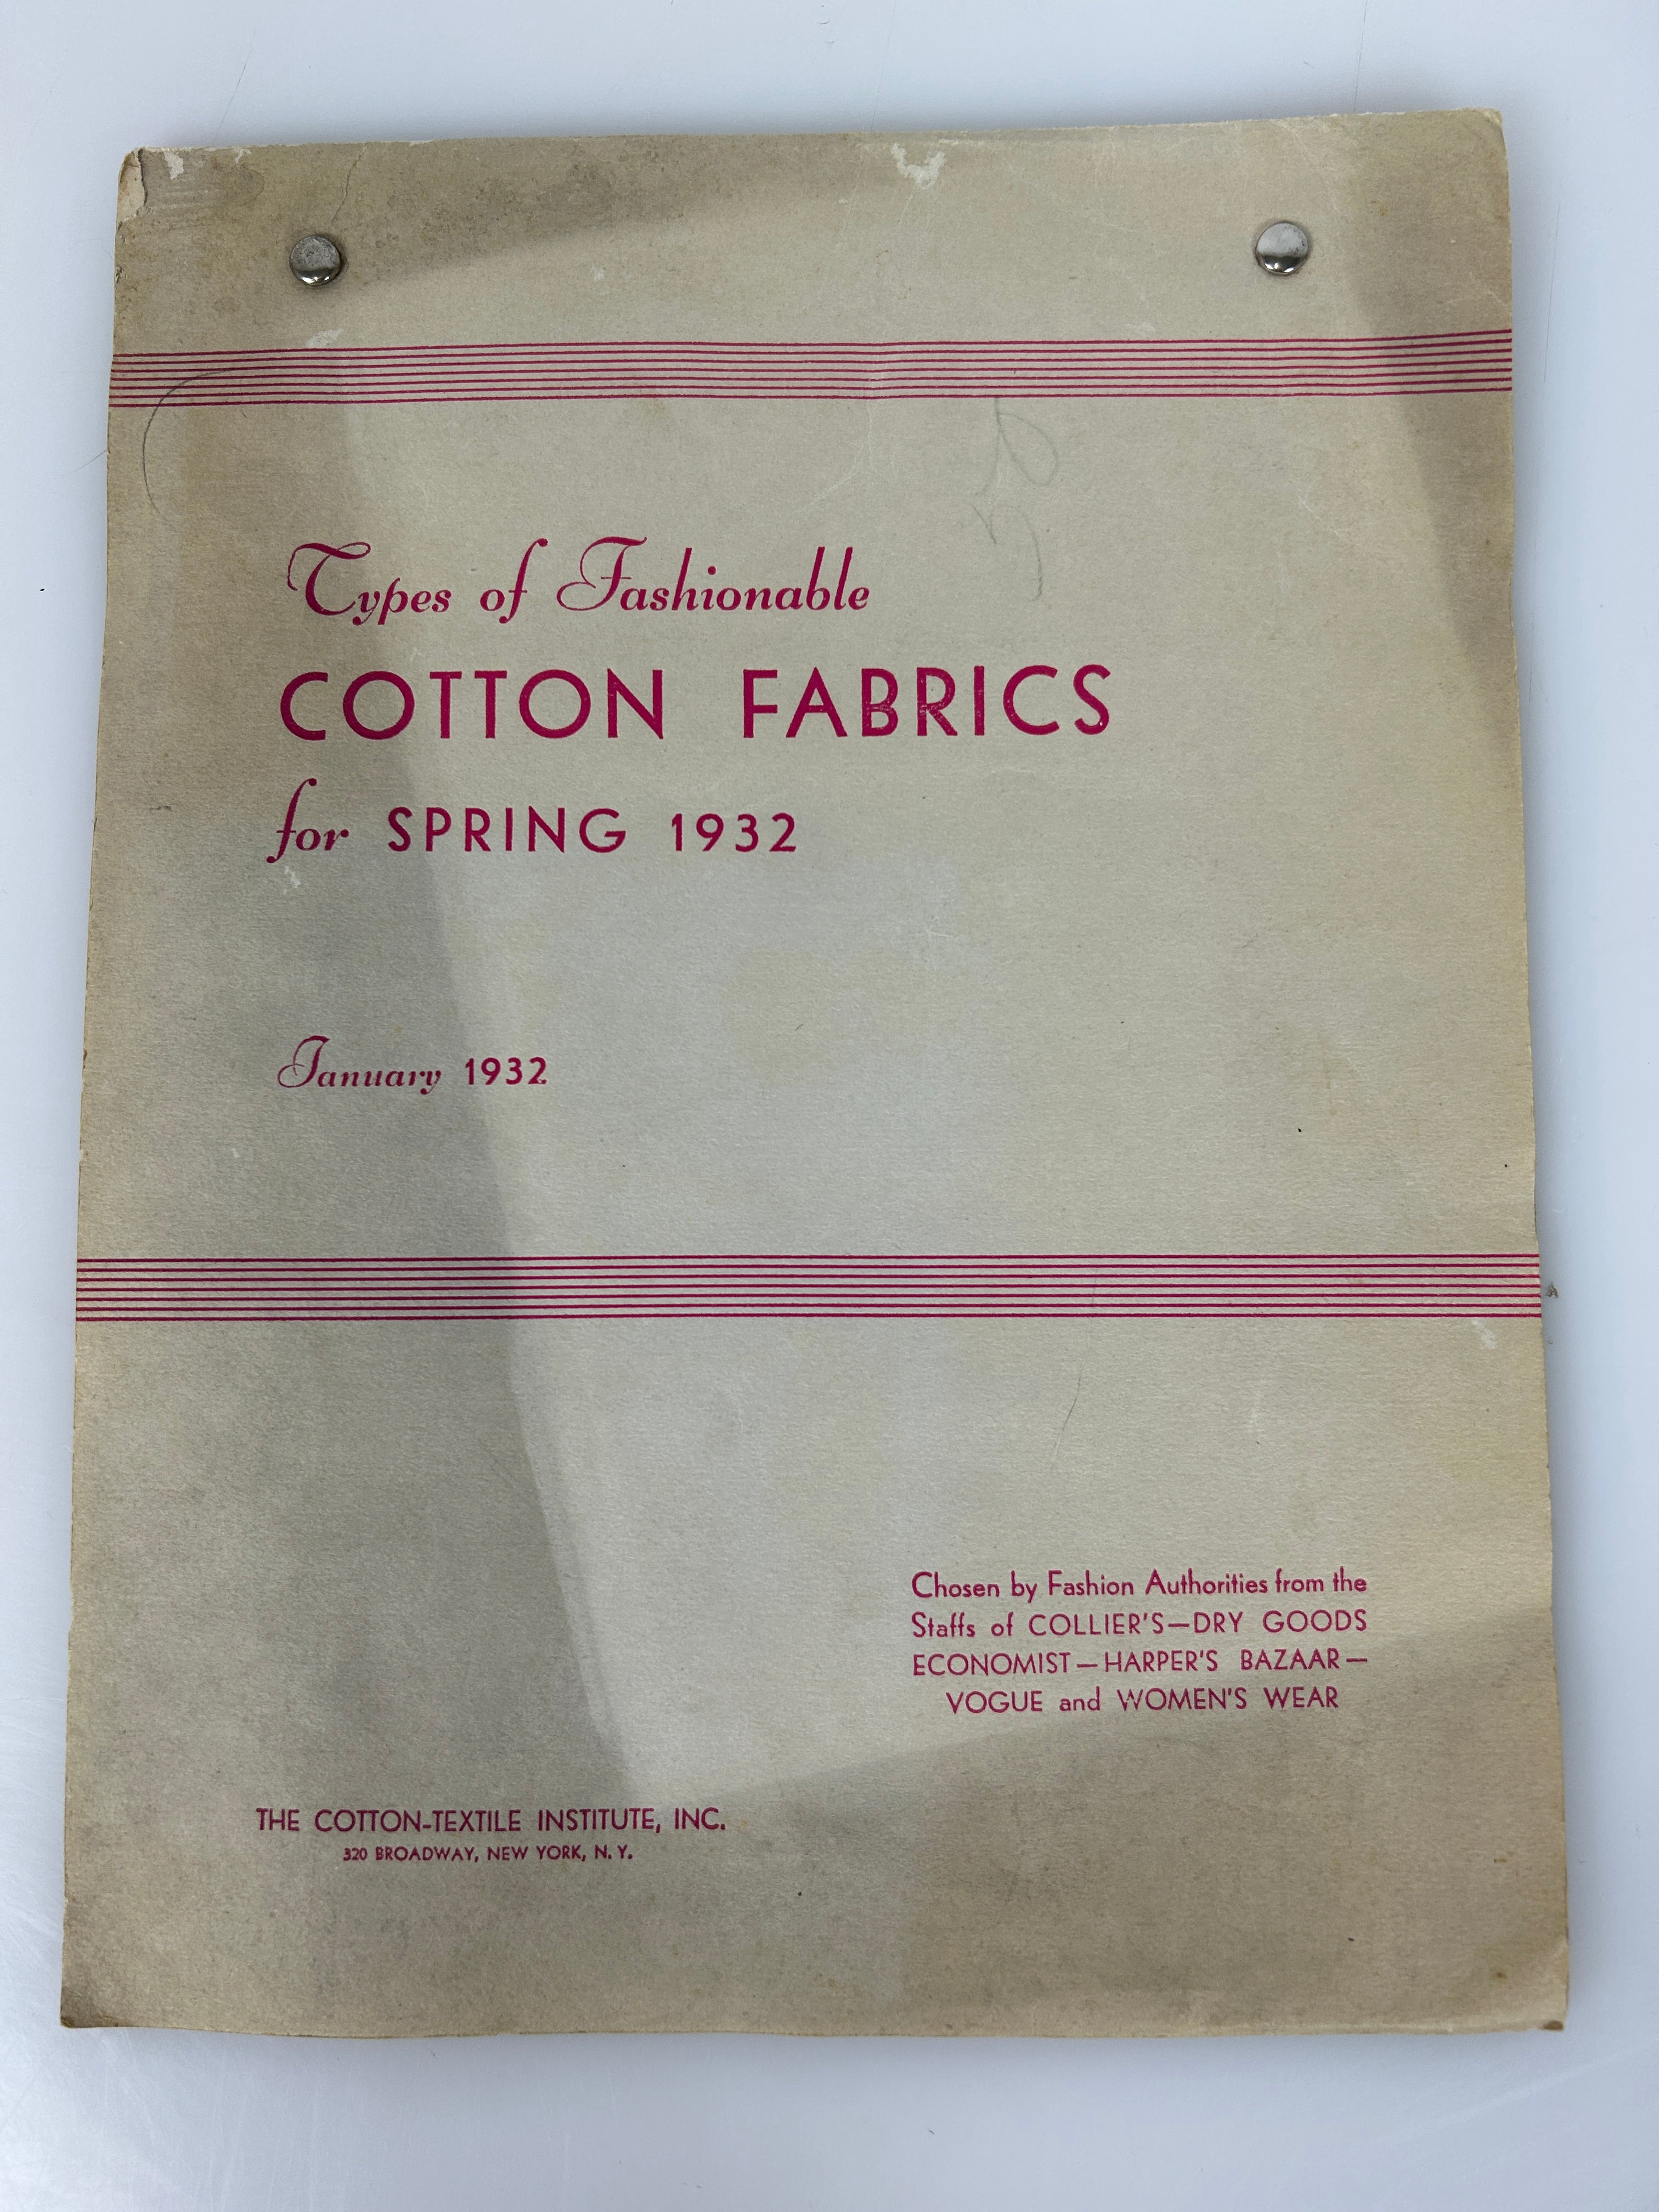 Types of Fashionable
COTTON FABRICS
for SPRING 1932
January 1932
Chosen by Fashion Authorities from the
Staffs of COLLIER'S—DRY GOODS
ECONOMIST—HARPER'S BAZAAR—
VOGUE and WOMEN'S WEAR
THE COTTON-TEXTILE INSTITUTE, INC.
320 BROADWAY, NEW YORK, N. Y.